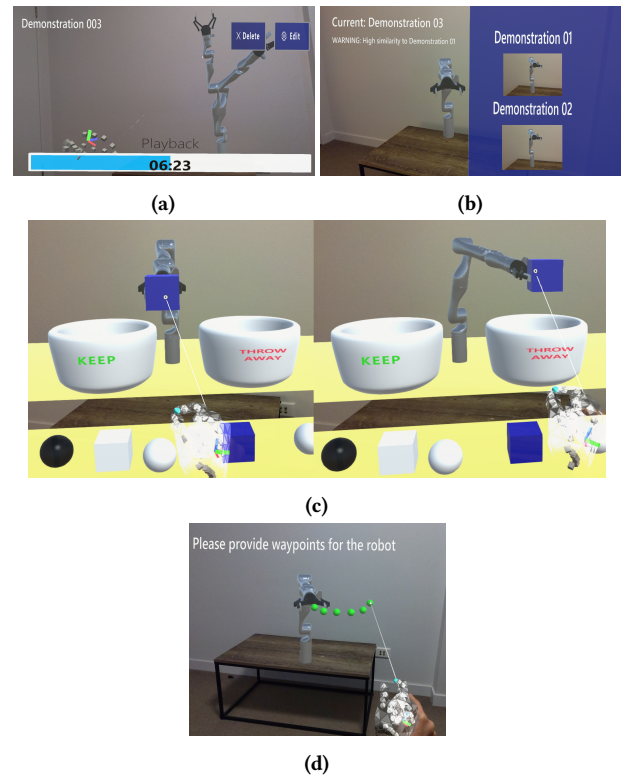 Demonstration 003
X Delete
Edit
Playback
06:23
(a)
Current: Demonstration 03
WARNING: High similarity to Demonstration 01
Demonstration 01
Demonstration 02
(b)
KEEP
THROW
AWAY
KEEP
THROW
AWAY
(c)
Please provide waypoints for the robot
(d)